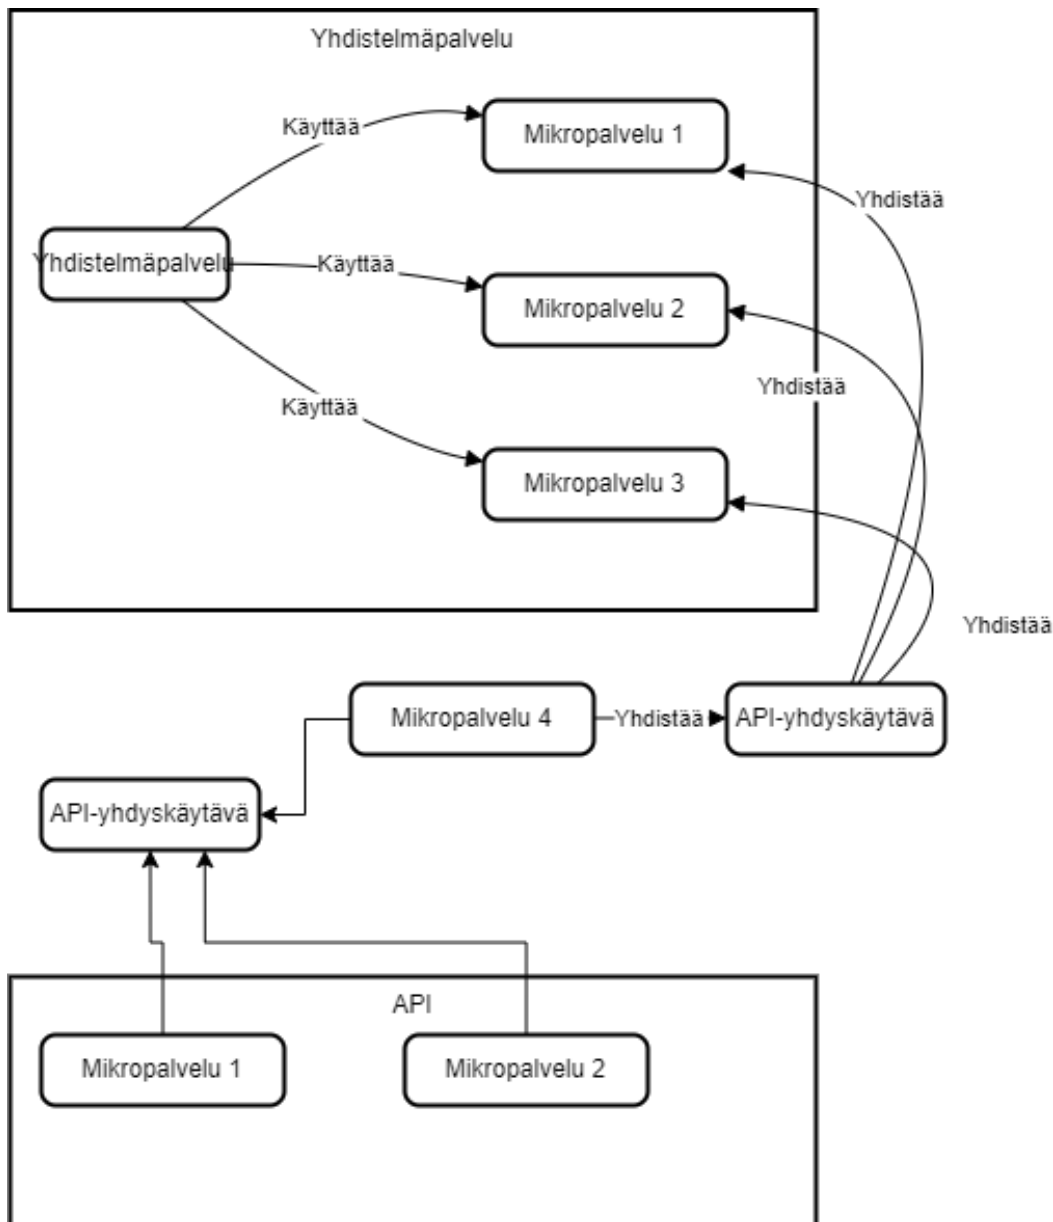 Yhdistelmäpalvelu
Käyttää
Mikropalvelu 1
Yhdistää
Yhdistelmäpalvelu
Käyttää
Mikropalvelu 2
Yhdistää
Käyttää
Mikropalvelu 3
Yhdistää
Mikropalvelu 4
Yhdistää
API-yhdyskäytävä
API-yhdyskäytävä
API
Mikropalvelu 1
Mikropalvelu 2